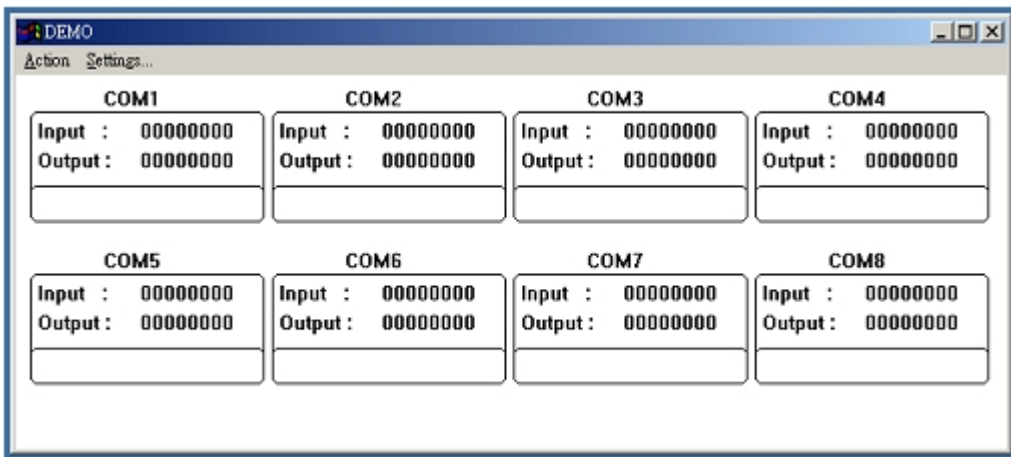 DEMO
Action Settings...
COM1 COM2 COM3 COM4
Input : 00000000 Input : 00000000 Input : 00000000 Input : 00000000
Output : 00000000 Output : 00000000 Output : 00000000 Output : 00000000
COM5 COM6 COM7 COM8
Input : 00000000 Input : 00000000 Input : 00000000 Input : 00000000
Output : 00000000 Output : 00000000 Output : 00000000 Output : 00000000